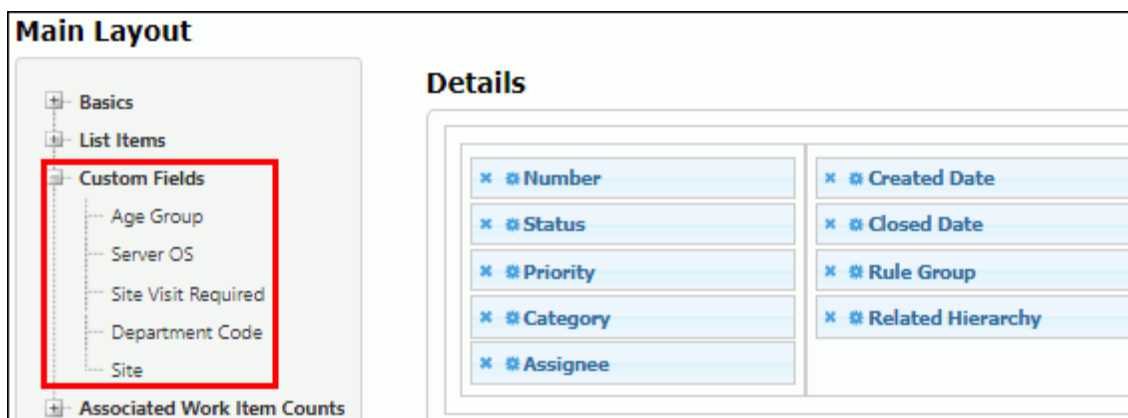 Main Layout
Basics
List Items
Custom Fields
Age Group
Server OS
Site Visit Required
Department Code
Site
Associated Work Item Counts
Details
Number
Status
Priority
Category
Assignee
Created Date
Closed Date
Rule Group
Related Hierarchy